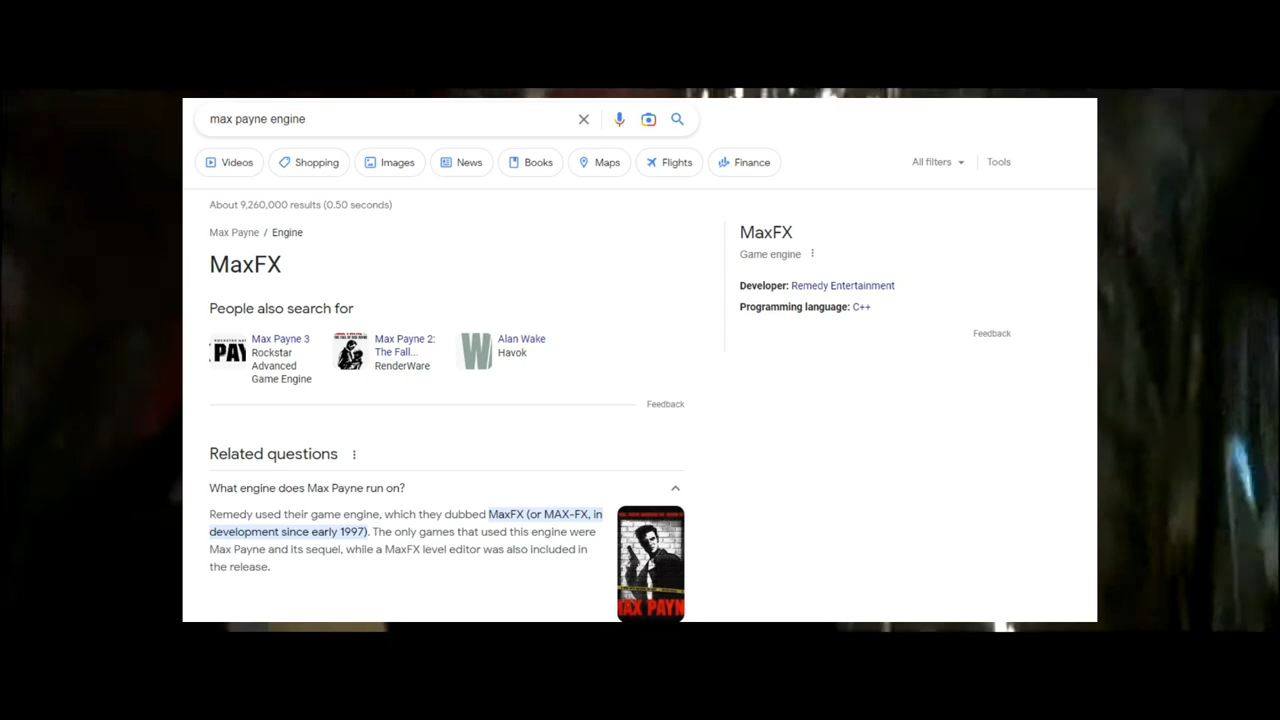 max payne engine
Videos
Shopping
Images
News
Books
Maps
Flights
Finance
All filters
Tools
About 9,260,000 results (0.50 seconds)
Max Payne / Engine
MaxFX
People also search for
Max Payne 3
Rockstar
Advanced
Game Engine
Max Payne 2:
The Fall...
RenderWare
Alan Wake
Havok
Feedback
MaxFX
Game engine
Developer: Remedy Entertainment
Programming language: C++
Feedback
Related questions
What engine does Max Payne run on?
Remedy used their game engine, which they dubbed MaxFX (or MAX-FX, in
development since early 1997). The only games that used this engine were
Max Payne and its sequel, while a MaxFX level editor was also included in
the release.
MAX PAYN